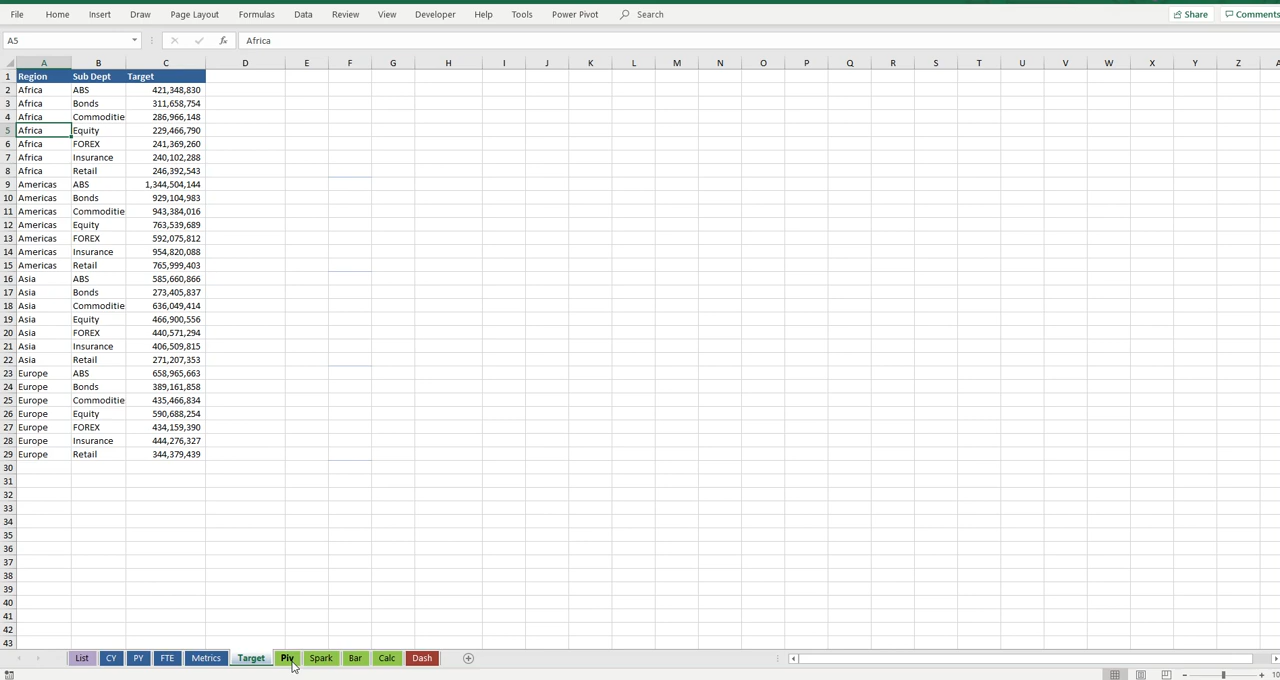 File Home Insert Draw Page Layout Formulas Data Review View Developer Help Tools Power Pivot Search Share Comments
A5 fx Africa
A B C D E F G H I J K L M N O P Q R S T U V W X Y Z
1 Region Sub Dept Target
2 Africa ABS 421,348,830
3 Africa Bonds 311,658,754
4 Africa Commoditie 286,966,148
5 Africa Equity 229,466,790
6 Africa FOREX 241,369,260
7 Africa Insurance 240,102,288
8 Africa Retail 246,392,543
9 Americas ABS 1,344,504,144
10 Americas Bonds 929,104,983
11 Americas Commoditie 943,384,016
12 Americas Equity 763,539,689
13 Americas FOREX 592,075,812
14 Americas Insurance 954,820,088
15 Americas Retail 765,999,403
16 Asia ABS 585,660,866
17 Asia Bonds 273,405,837
18 Asia Commoditie 636,049,414
19 Asia Equity 466,900,556
20 Asia FOREX 440,571,294
21 Asia Insurance 406,509,815
22 Asia Retail 271,207,353
23 Europe ABS 658,965,663
24 Europe Bonds 389,161,858
25 Europe Commoditie 435,466,834
26 Europe Equity 590,688,254
27 Europe FOREX 434,159,390
28 Europe Insurance 444,276,327
29 Europe Retail 344,379,439
30
31
32
33
34
35
36
37
38
39
40
41
42
43
List CY PY FTE Metrics Target Piv Spark Bar Calc Dash
10